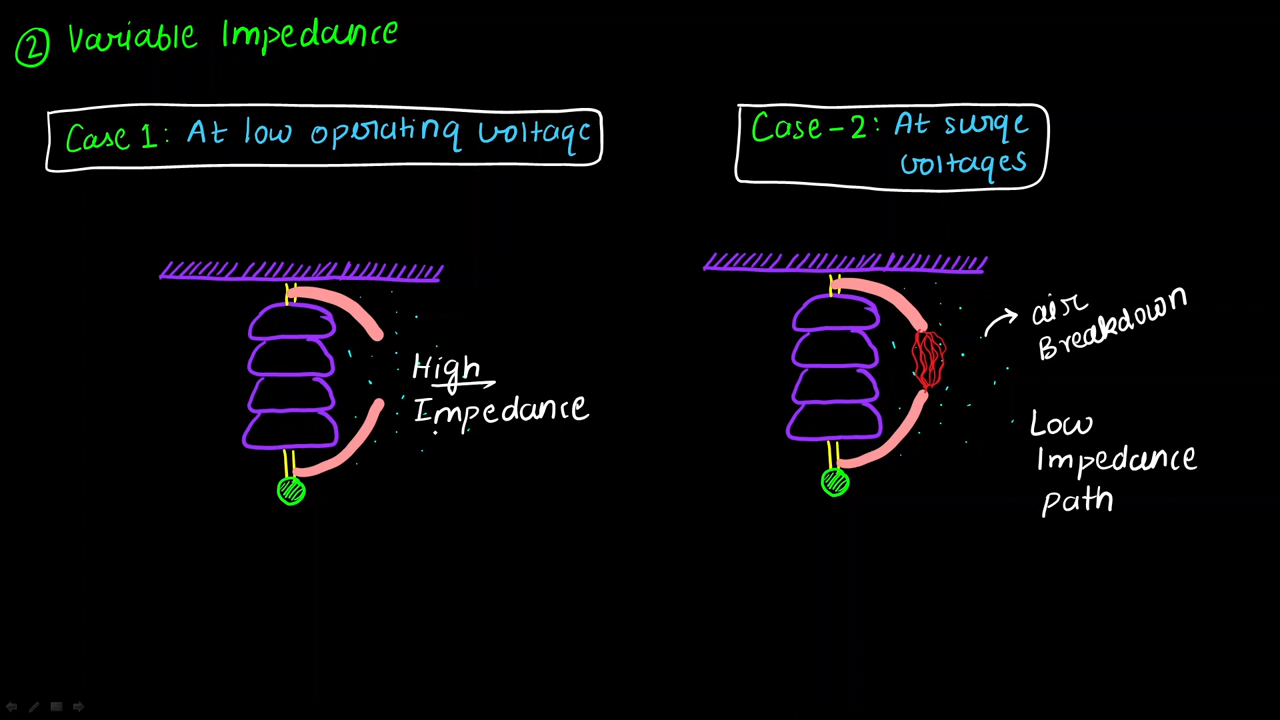 ② Variable Impedance
Case 1: At low operating voltage
Case-2: At surge
voltages
High
Impedance
air
Breakdown
Low
Impedance
path